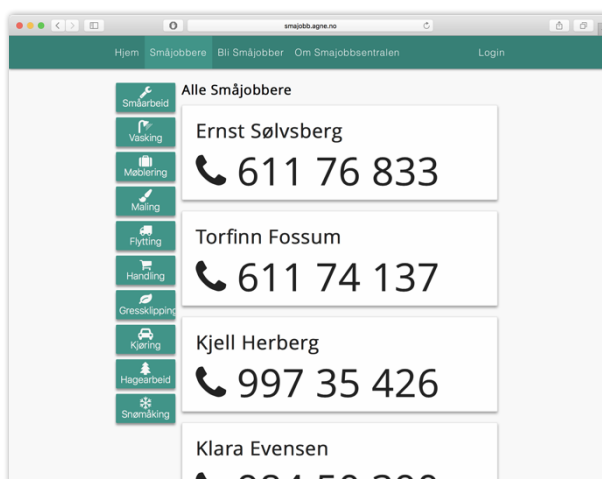 smajobb.agne.no
Hjem Småjobbere Bli Småjobber Om Smajobbsentralen Login
Småarbeid
Vasking
Møblering
Maling
Flytting
Handling
Gressklipping
Kjøring
Hagearbeid
Snømåking
Alle Småjobbere
Ernst Sølvsberg
611 76 833
Torfinn Fossum
611 74 137
Kjell Herberg
997 35 426
Klara Evensen